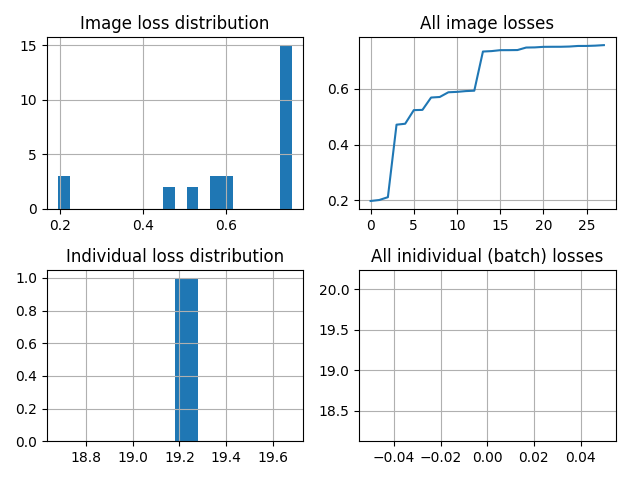 Image loss distribution
15
10
5
0
0.2 0.4 0.6
All image losses
0.6
0.4
0.2
0 5 10 15 20 25
Individual loss distribution
1.0
0.8
0.6
0.4
0.2
0.0
18.8 19.0 19.2 19.4 19.6
All inidividual (batch) losses
20.0
19.5
19.0
18.5
−0.04 −0.02 0.00 0.02 0.04